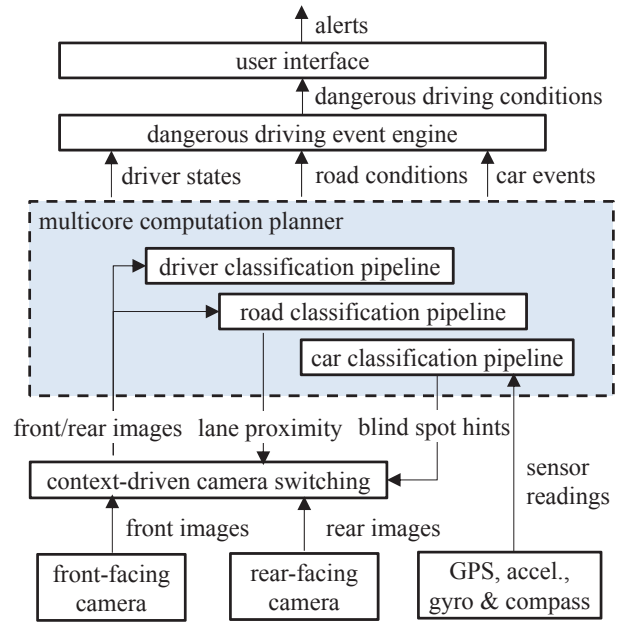 alerts
user interface
dangerous driving conditions
dangerous driving event engine
driver states
road conditions
car events
multicore computation planner
driver classification pipeline
road classification pipeline
car classification pipeline
front/rear images
lane proximity
blind spot hints
context-driven camera switching
sensor
readings
front images
rear images
front-facing
camera
rear-facing
camera
GPS, accel.,
gyro & compass